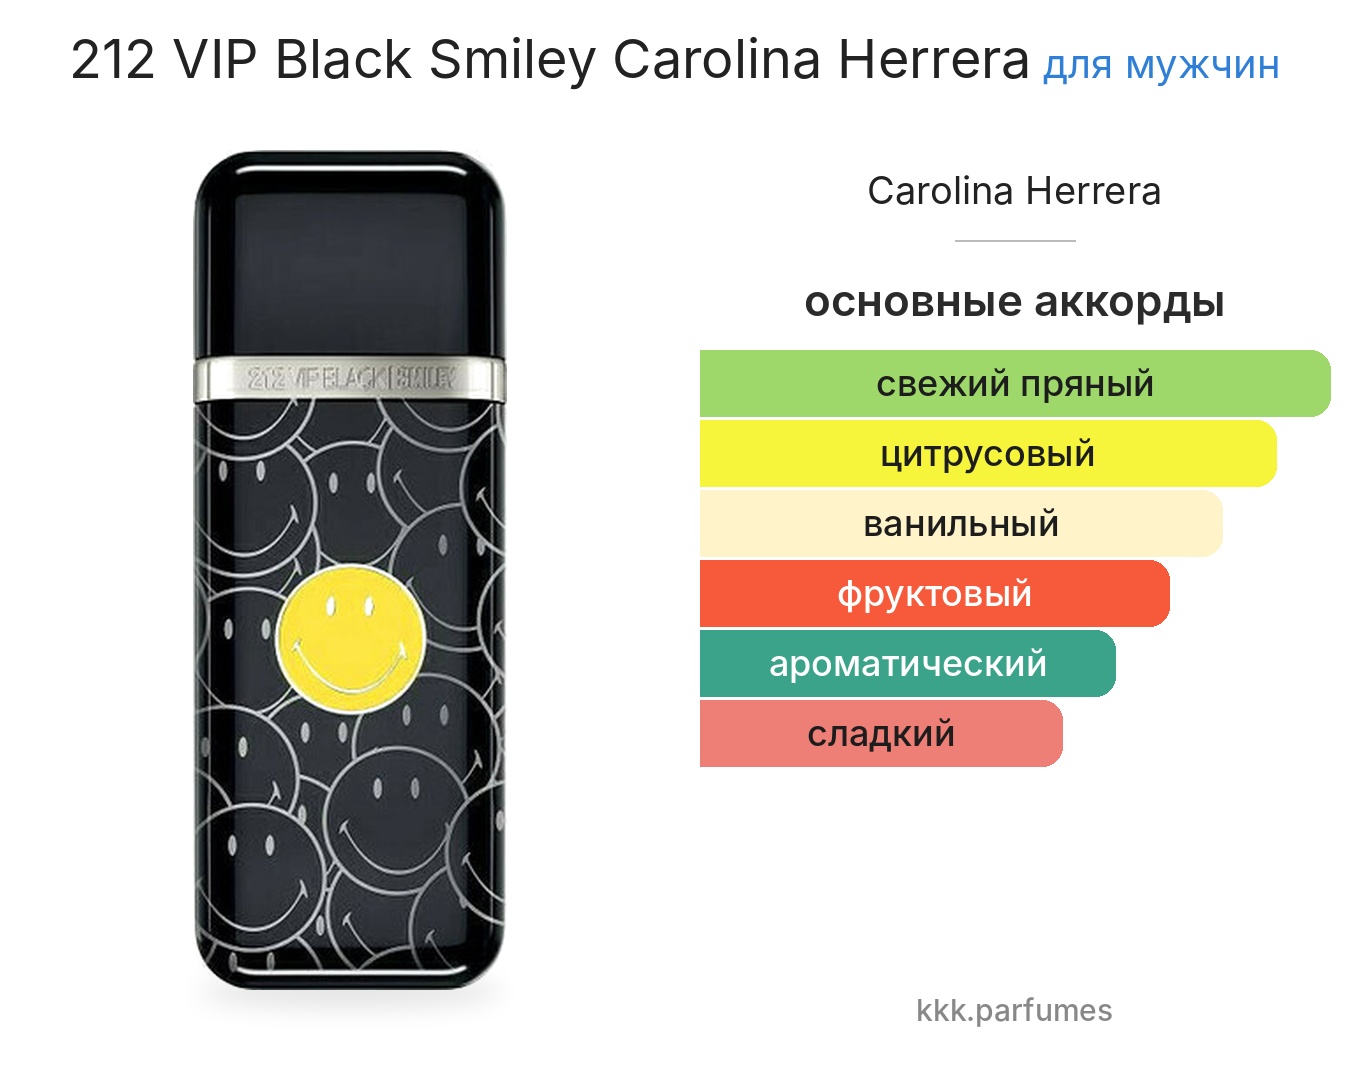 212 VIP Black Smiley Carolina Herrera для мужчин
Carolina Herrera
основные аккорды
свежий пряный
цитрусовый
ванильный
фруктовый
ароматический
сладкий
212 VIP BLACK | SMILEY
kkk.parfumes